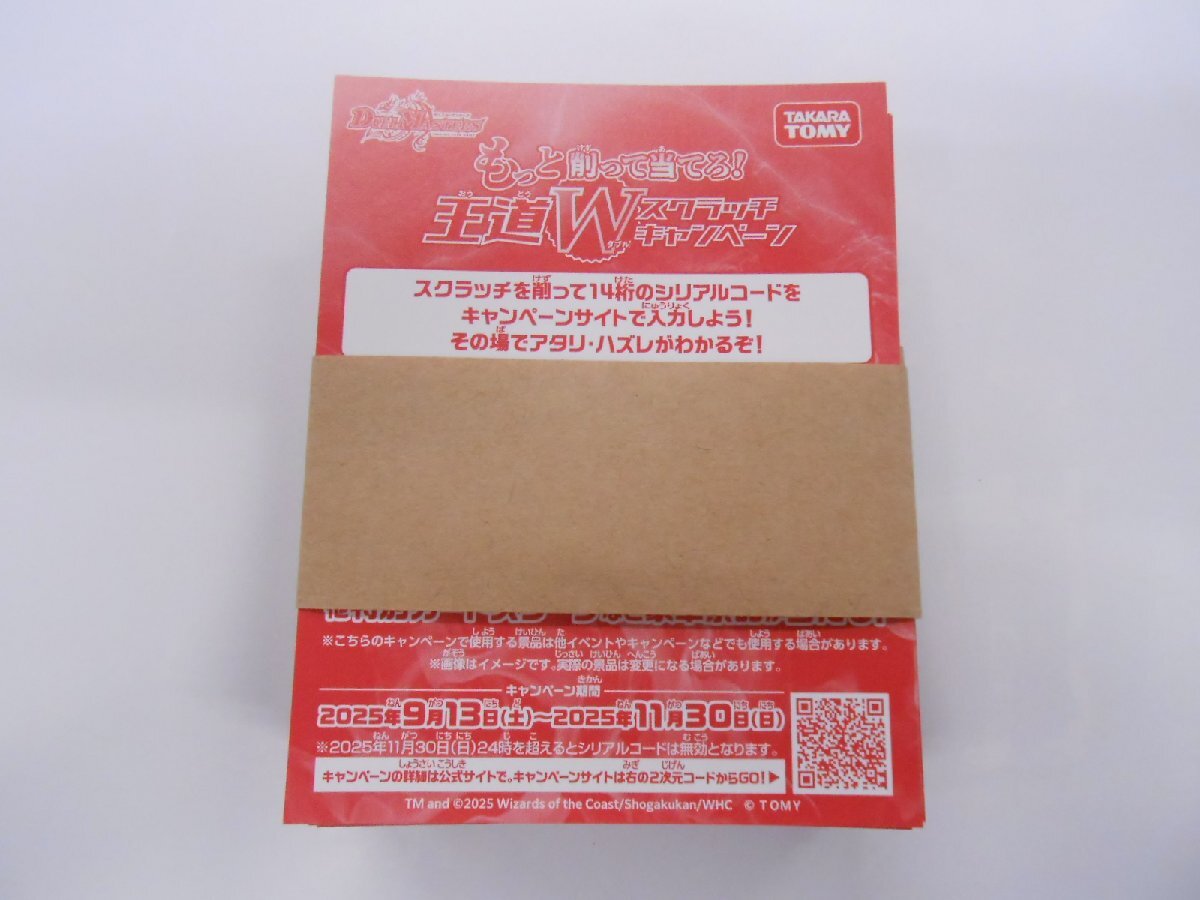 DUEL MASTERS
TAKARA TOMY
もっと削って当てろ!
王道W スクラッチキャンペーン
スクラッチを削って14桁のシリアルコードを
キャンペーンサイトで入力しよう!
その場でアタリ・ハズレがわかるぞ!
※こちらのキャンペーンで使用する景品は他イベントやキャンペーンなどでも使用する場合があります。
※画像はイメージです。実際の景品は変更になる場合があります。
キャンペーン期間
2025年9月13日(土)~2025年11月30日(日)
※2025年11月30日(日)24時を超えるとシリアルコードは無効となります。
キャンペーンの詳細は公式サイトで。キャンペーンサイトは右の2次元コードからGO!▶
TM and ©2025 Wizards of the Coast/Shogakukan/WHC © TOMY